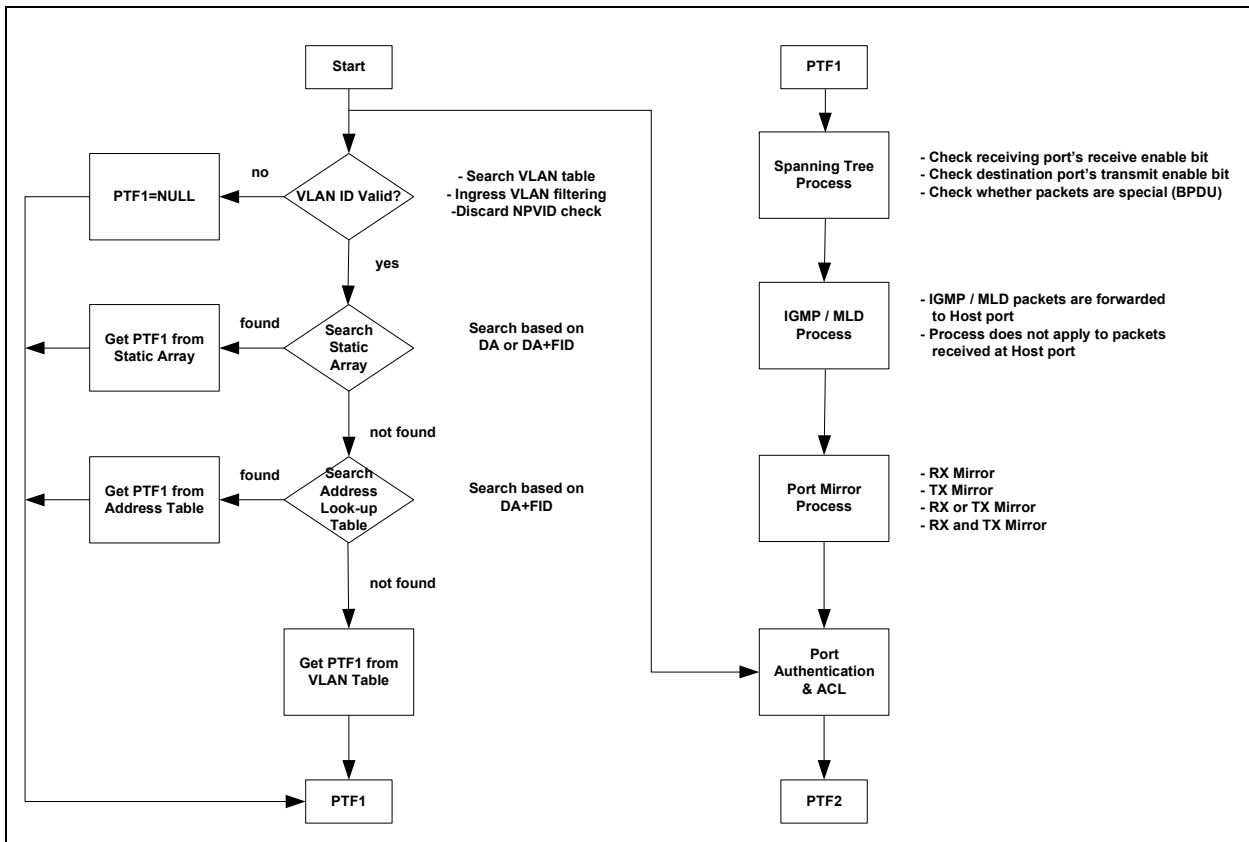 Start
no
PTF1=NULL
VLAN ID Valid?
- Search VLAN table
- Ingress VLAN filtering
-Discard NPVID check
yes
found
Get PTF1 from
Static Array
Search
Static
Array
Search based on
DA or DA+FID
not found
found
Get PTF1 from
Address Table
Search
Address
Look-up
Table
Search based on
DA+FID
not found
Get PTF1 from
VLAN Table
PTF1
PTF1
Spanning Tree
Process
- Check receiving port’s receive enable bit
- Check destination port’s transmit enable bit
- Check whether packets are special (BPDU)
IGMP / MLD
Process
- IGMP / MLD packets are forwarded
to Host port
- Process does not apply to packets
received at Host port
Port Mirror
Process
- RX Mirror
- TX Mirror
- RX or TX Mirror
- RX and TX Mirror
Port
Authentication
& ACL
PTF2